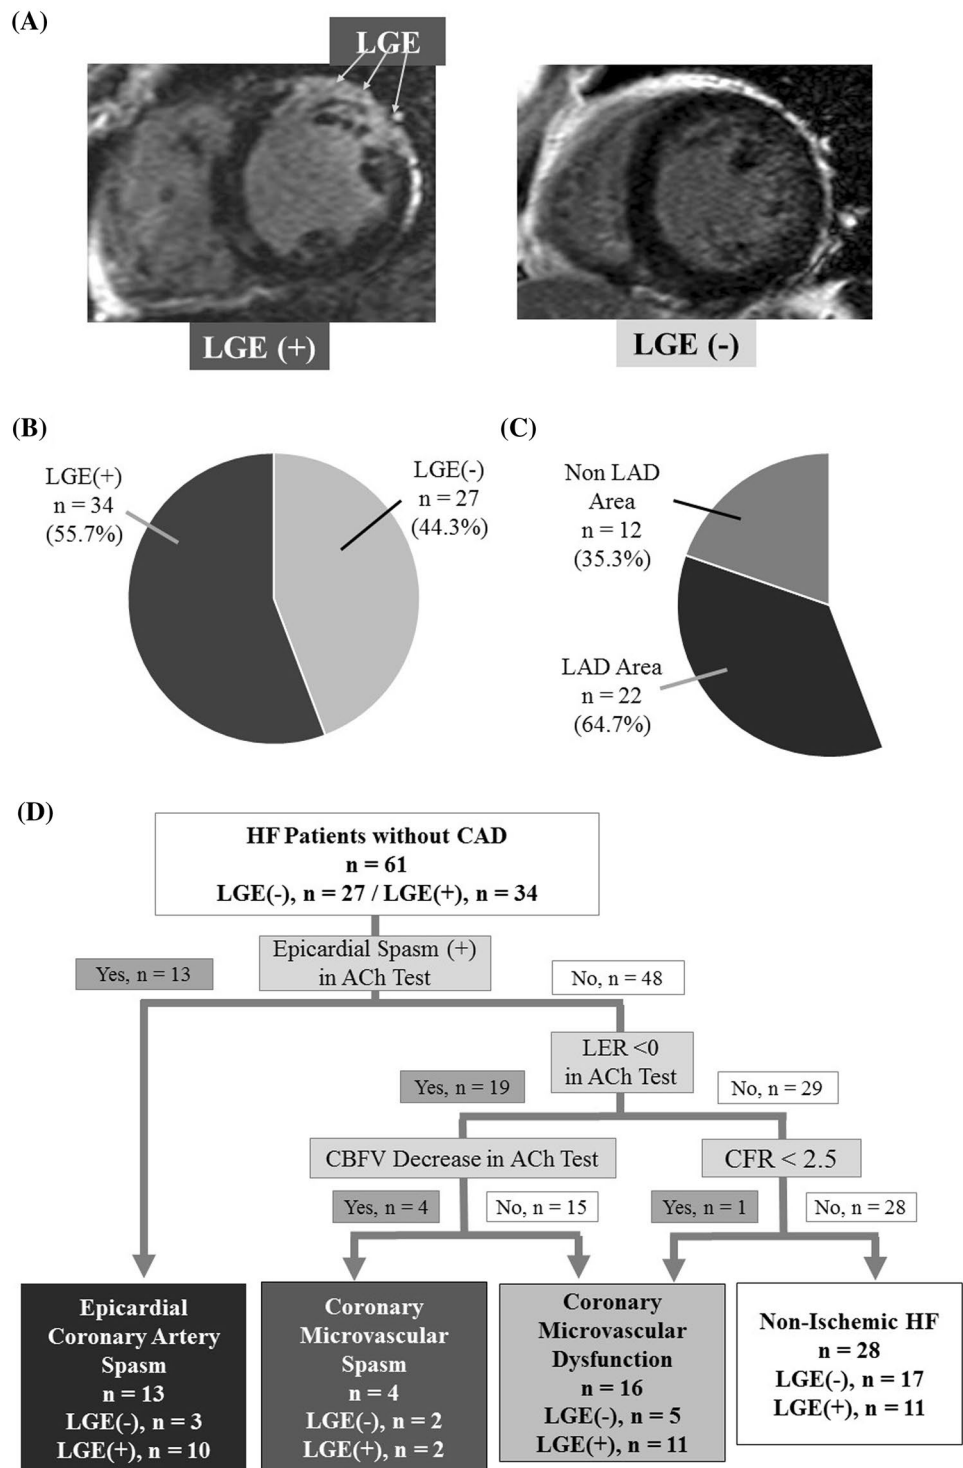 (A)
LGE
LGE (+)
LGE (-)
(B)
LGE(+)
n = 34
(55.7%)
LGE(-)
n = 27
(44.3%)
(C)
Non LAD
Area
n = 12
(35.3%)
LAD Area
n = 22
(64.7%)
(D)
HF Patients without CAD
n = 61
LGE(-), n = 27 / LGE(+), n = 34
Epicardial Spasm (+)
in ACh Test
Yes, n = 13
No, n = 48
LER <0
in ACh Test
Yes, n = 19
No, n = 29
CBFV Decrease in ACh Test
CFR < 2.5
Yes, n = 4
No, n = 15
Yes, n = 1
No, n = 28
Epicardial
Coronary Artery
Spasm
n = 13
LGE(-), n = 3
LGE(+), n = 10
Coronary
Microvascular
Spasm
n = 4
LGE(-), n = 2
LGE(+), n = 2
Coronary
Microvascular
Dysfunction
n = 16
LGE(-), n = 5
LGE(+), n = 11
Non-Ischemic HF
n = 28
LGE(-), n = 17
LGE(+), n = 11